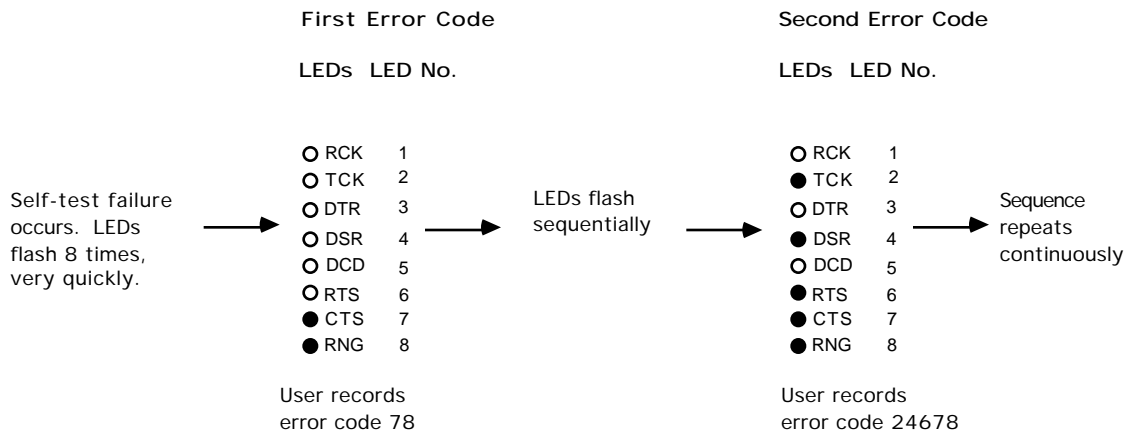 First Error Code
LEDs LED No.
Second Error Code
LEDs LED No.
Self-test failure
occurs. LEDs
flash 8 times,
very quickly.
RCK 1
TCK 2
DTR 3
DSR 4
DCD 5
RTS 6
CTS 7
RNG 8
User records
error code 78
LEDs flash
sequentially
RCK 1
TCK 2
DTR 3
DSR 4
DCD 5
RTS 6
CTS 7
RNG 8
User records
error code 24678
Sequence
repeats
continuously